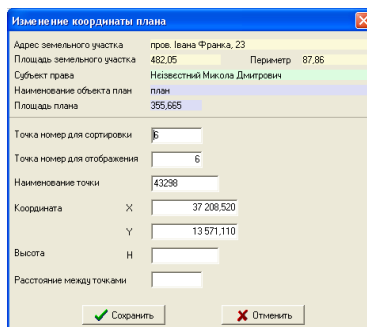 Изменение координаты плана
Адрес земельного участка пров. Івана Франка, 23
Площадь земельного участка 482,05 Периметр 87,86
Субъект права Неізвестний Микола Дмитрович
Наименование объекта план план
Площадь плана 355,665
Точка номер для сортировки 6
Точка номер для отображения 6
Наименование точки 43298
Координата X 37 208,520
Y 13 571,110
Высота H
Расстояние между точками
Сохранить Отменить